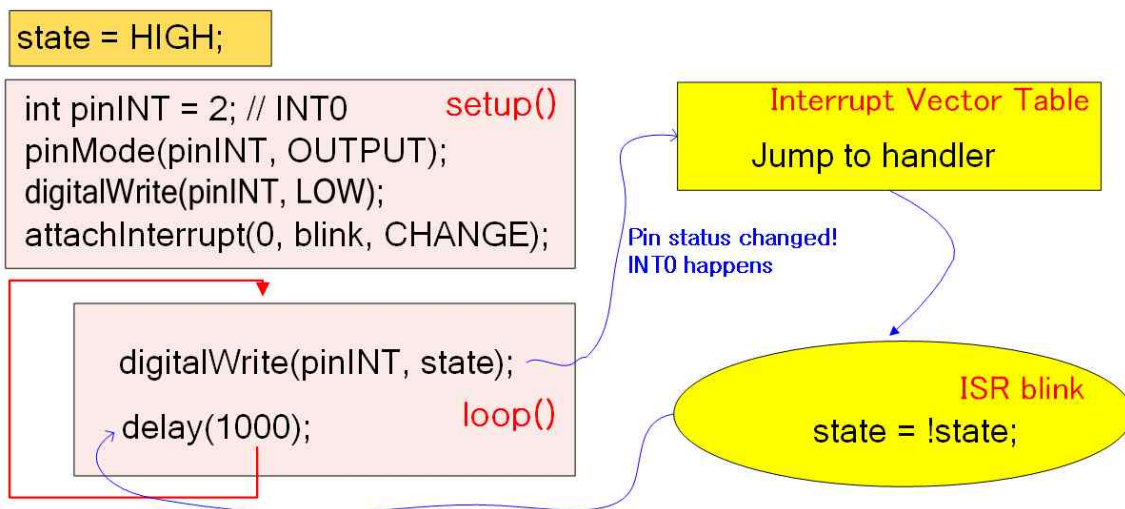 state = HIGH;
int pinINT = 2; // INT0
setup()
pinMode(pinINT, OUTPUT);
digitalWrite(pinINT, LOW);
attachInterrupt(0, blink, CHANGE);
Interrupt Vector Table
Jump to handler
Pin status changed!
INT0 happens
digitalWrite(pinINT, state);
delay(1000);
loop()
ISR blink
state = !state;